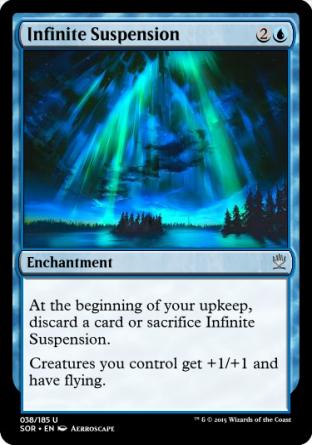 Infinite Suspension 2
Enchantment
At the beginning of your upkeep,
discard a card or sacrifice Infinite
Suspension.
Creatures you control get +1/+1 and
have flying.
038/185 U
SOR • EN Aeroscape
™ & © 2015 Wizards of the Coast